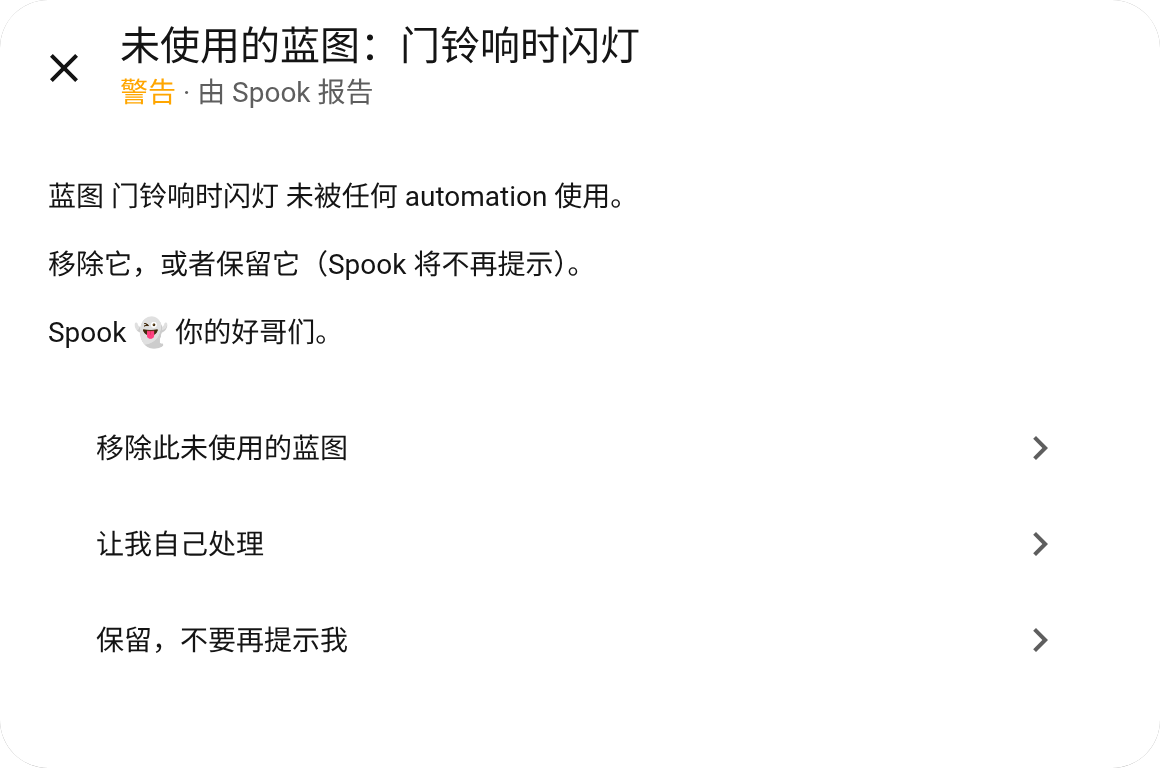 未使用的蓝图：门铃响时闪灯
警告 · 由 Spook 报告
蓝图 门铃响时闪灯 未被任何 automation 使用。
移除它，或者保留它（Spook 将不再提示）。
Spook 👻 你的好哥们。
移除此未使用的蓝图
让我自己处理
保留，不要再提示我